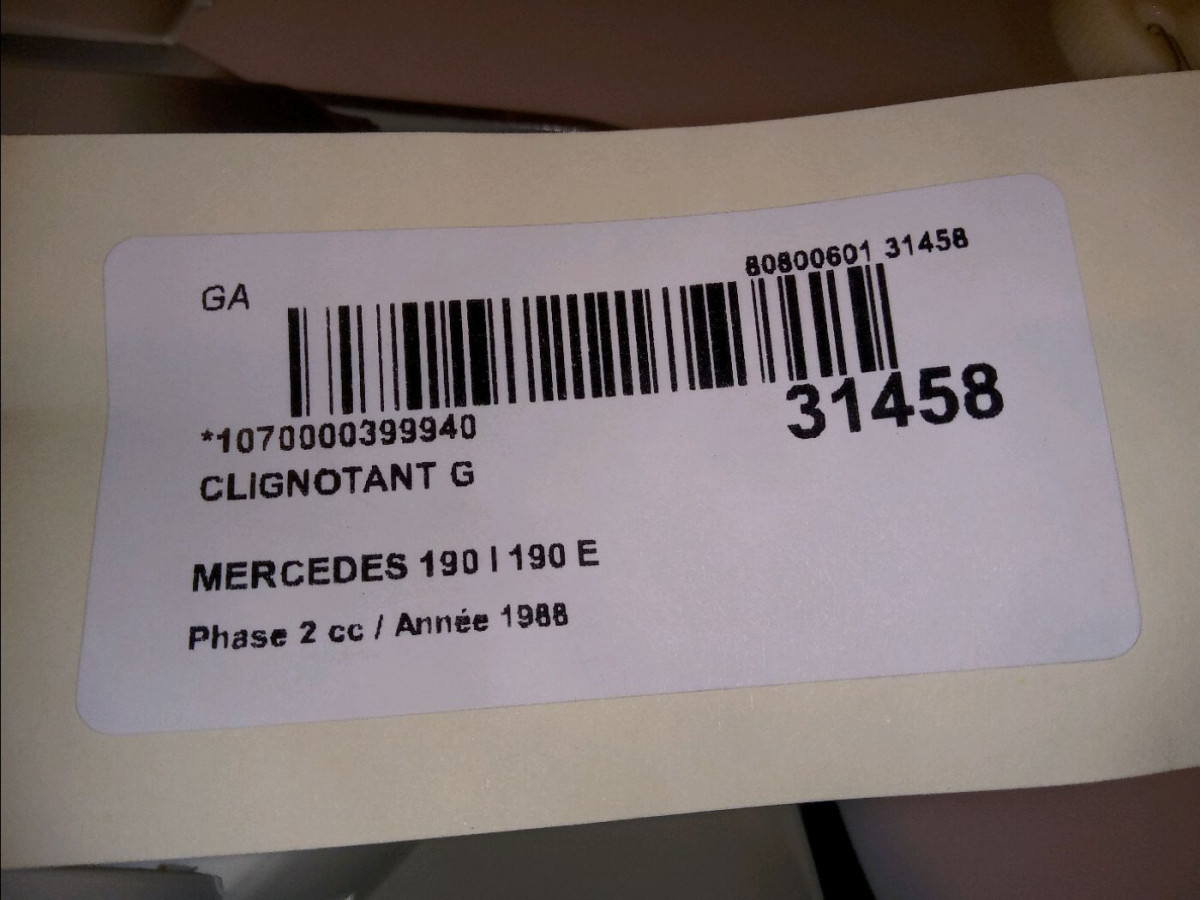 80800601 31458
GA
31458
*1070000399940
CLIGNOTANT G
MERCEDES 190 I 190 E
Phase 2 cc / Année 1988